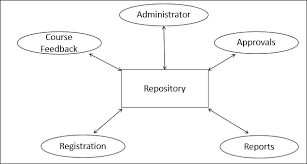 Administrator
Course
Feedback
Approvals
Repository
Registration
Reports